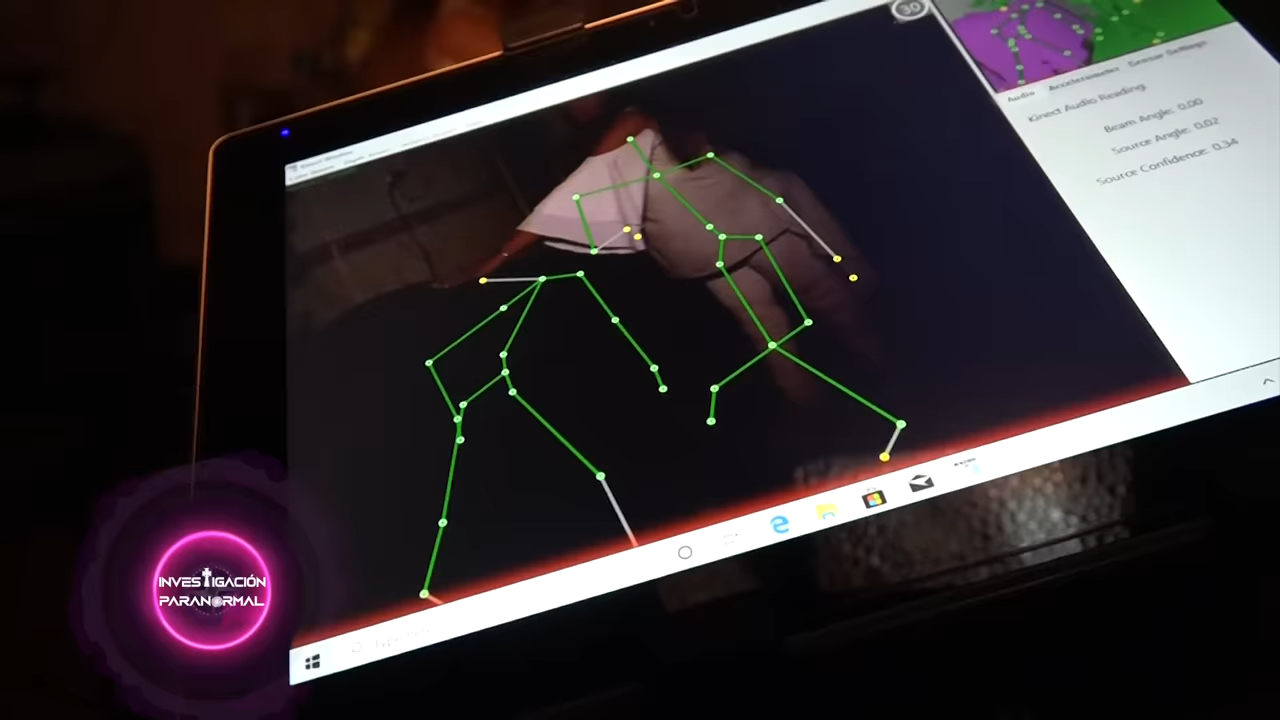 30
Audio Accelerometer Sensor Settings
Kinect Audio Reading
Beam Angle: 0.00
Source Angle: 0.02
Source Confidence: 0.34
INVESTIGACIÓN
PARANORMAL